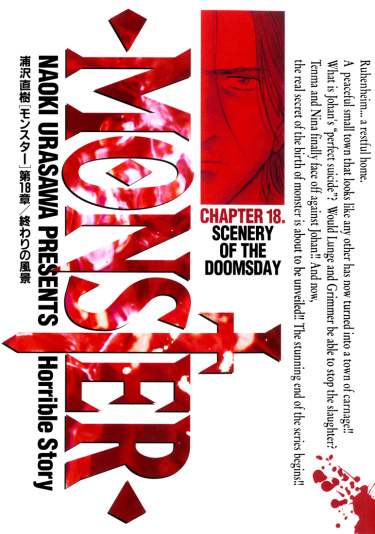 Ruhenheim... a restful home.
A peaceful small town that looks like any other has now turned into a town of carnage!!
What is Johan's "perfect suicide"? Would Lunge and Grimmer be able to stop the slaughter?
Tenma and Nina finally face off against Johan!! And now,
the real secret of the birth of monster is about to be unveiled!! The stunning end of the series begins!!
CHAPTER 18.
SCENERY
OF THE
DOOMSDAY
MONSTER
NAOKI URASAWA PRESENTS Horrible Story
浦沢直樹[モンスター]第18章/終わりの風景